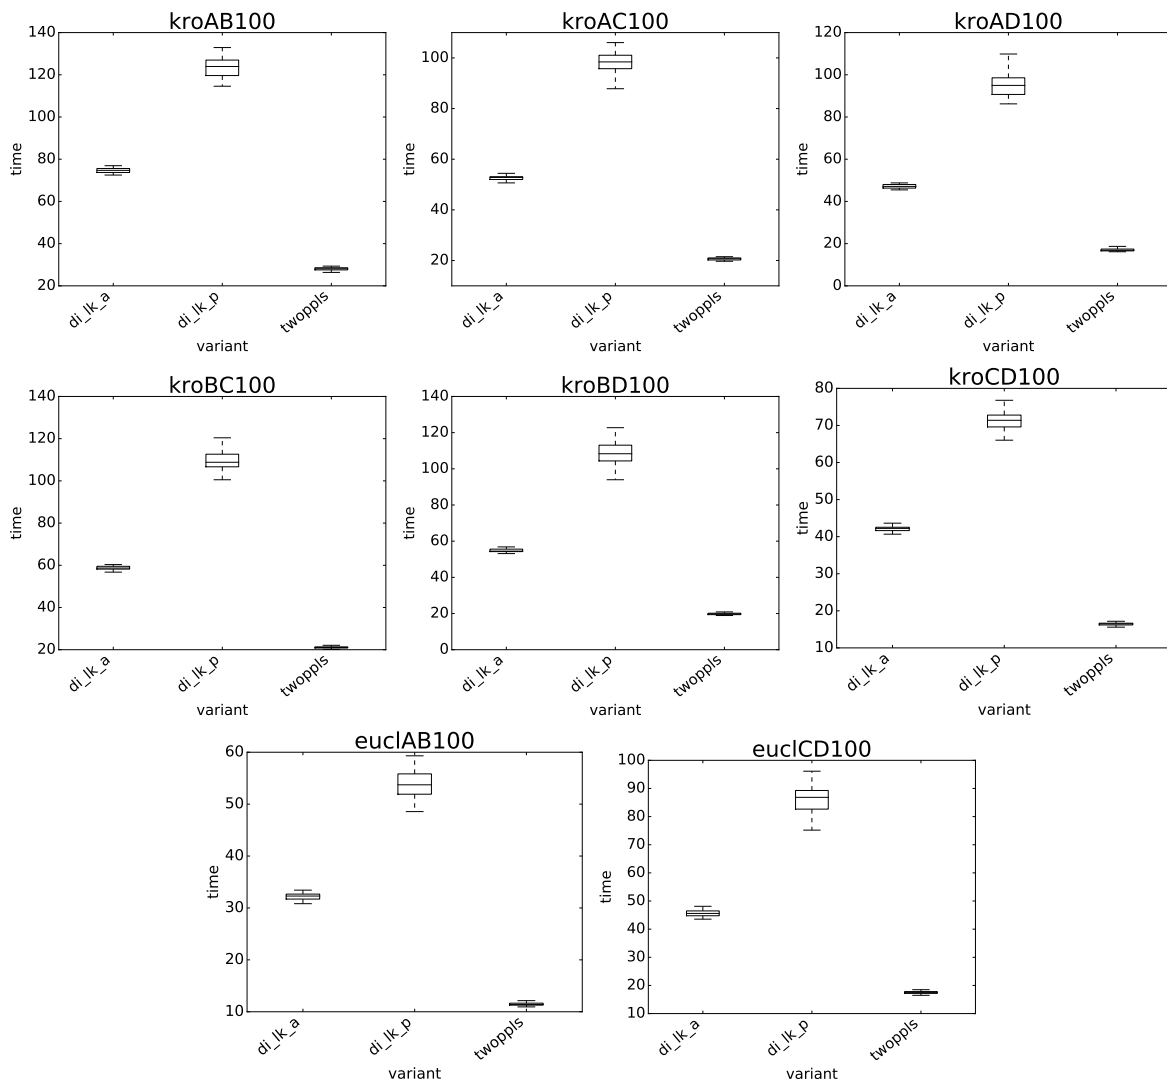 kroAB100
140
120
100
80
60
40
20
time
di_lk_a
di_lk_p
twoppls
variant
kroAC100
100
80
60
40
20
time
di_lk_a
di_lk_p
twoppls
variant
kroAD100
120
100
80
60
40
20
0
time
di_lk_a
di_lk_p
twoppls
variant
kroBC100
140
120
100
80
60
40
20
time
di_lk_a
di_lk_p
twoppls
variant
kroBD100
140
120
100
80
60
40
20
0
time
di_lk_a
di_lk_p
twoppls
variant
kroCD100
80
70
60
50
40
30
20
10
time
di_lk_a
di_lk_p
twoppls
variant
euclAB100
60
50
40
30
20
10
time
di_lk_a
di_lk_p
twoppls
variant
euclCD100
100
90
80
70
60
50
40
30
20
10
time
di_lk_a
di_lk_p
twoppls
variant